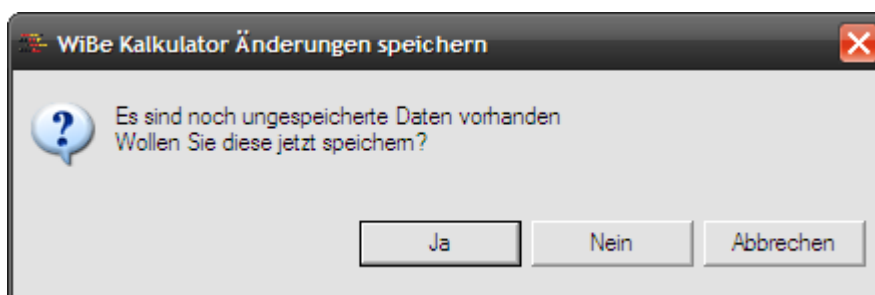 WiBe Kalkulator Änderungen speichern
Es sind noch ungespeicherte Daten vorhanden
Wollen Sie diese jetzt speichern?
Ja Nein Abbrechen